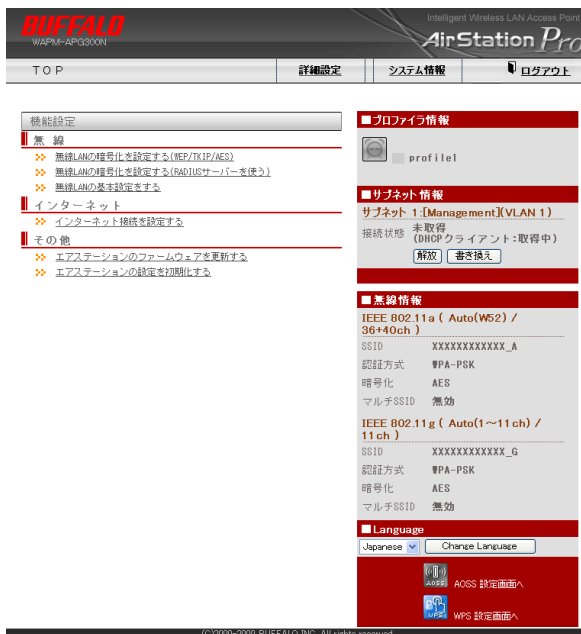 BUFFALO
WAPM-APG300N
Intelligent Wireless LAN Access Point
AirStation Pro
TOP
詳細設定
システム情報
ログアウト
機能設定
無 線
無線LANの暗号化を設定する(WEP/TKIP/AES)
無線LANの暗号化を設定する(RADIUSサーバーを使う)
無線LANの基本設定をする
インターネット
インターネット接続を設定する
その他
エアステーションのファームウェアを更新する
エアステーションの設定を初期化する
■プロファイラ情報
profile1
■サブネット情報
サブネット 1:[Management](VLAN 1)
接続状態 未取得
(DHCPクライアント:取得中)
解放 書き換え
■無線情報
IEEE 802.11a ( Auto(W52) /
36+40ch )
SSID XXXXXXXXXXXX_A
認証方式 WPA-PSK
暗号化 AES
マルチSSID 無効
IEEE 802.11g ( Auto(1～11ch) /
11ch )
SSID XXXXXXXXXXXX_G
認証方式 WPA-PSK
暗号化 AES
マルチSSID 無効
■Language
Japanese Change Language
AOSS AOSS 設定画面へ
WPS WPS 設定画面へ